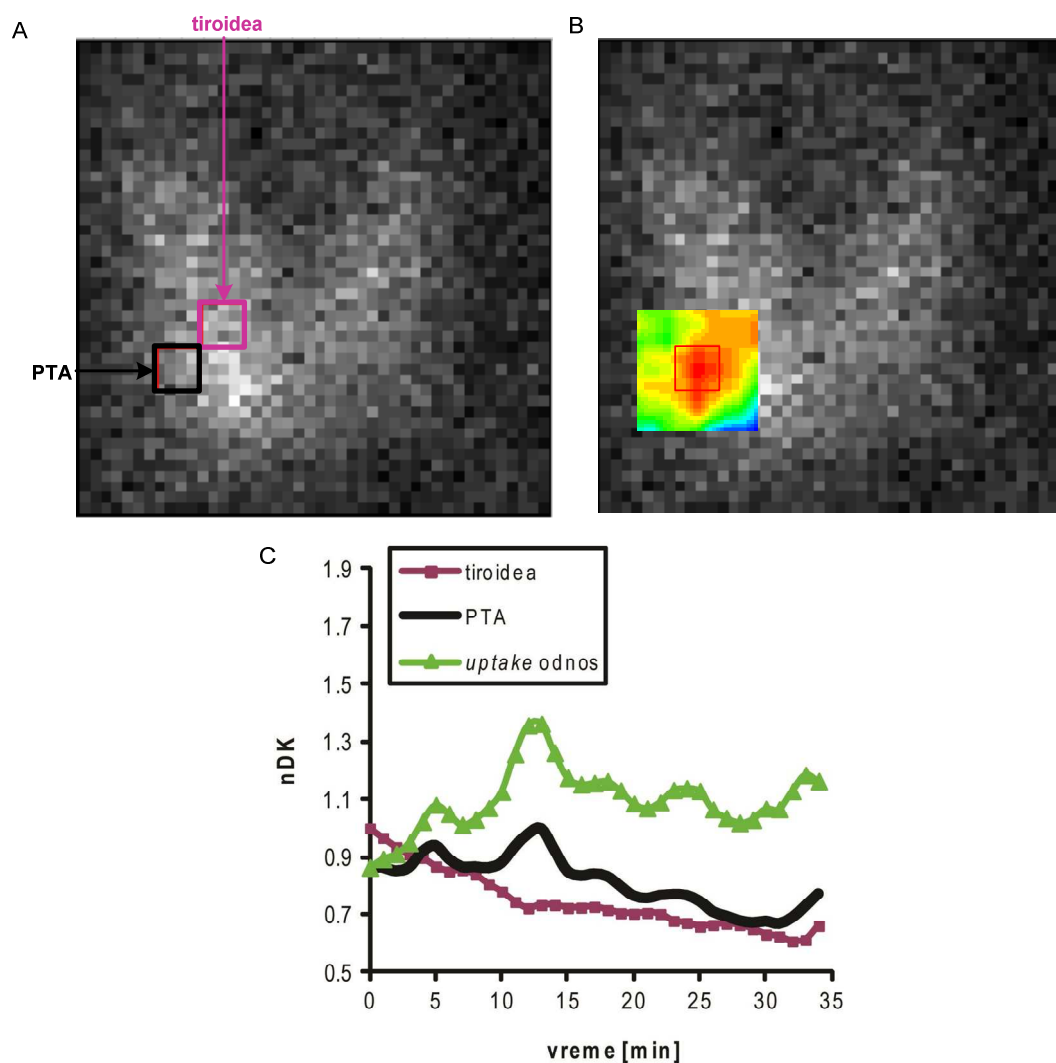 A
tiroidea
B
PTA
C
tiroidea
PTA
uptake odnos
nDK
1.9
1.7
1.5
1.3
1.1
0.9
0.7
0.5
0 5 10 15 20 25 30 35
vreme [min]